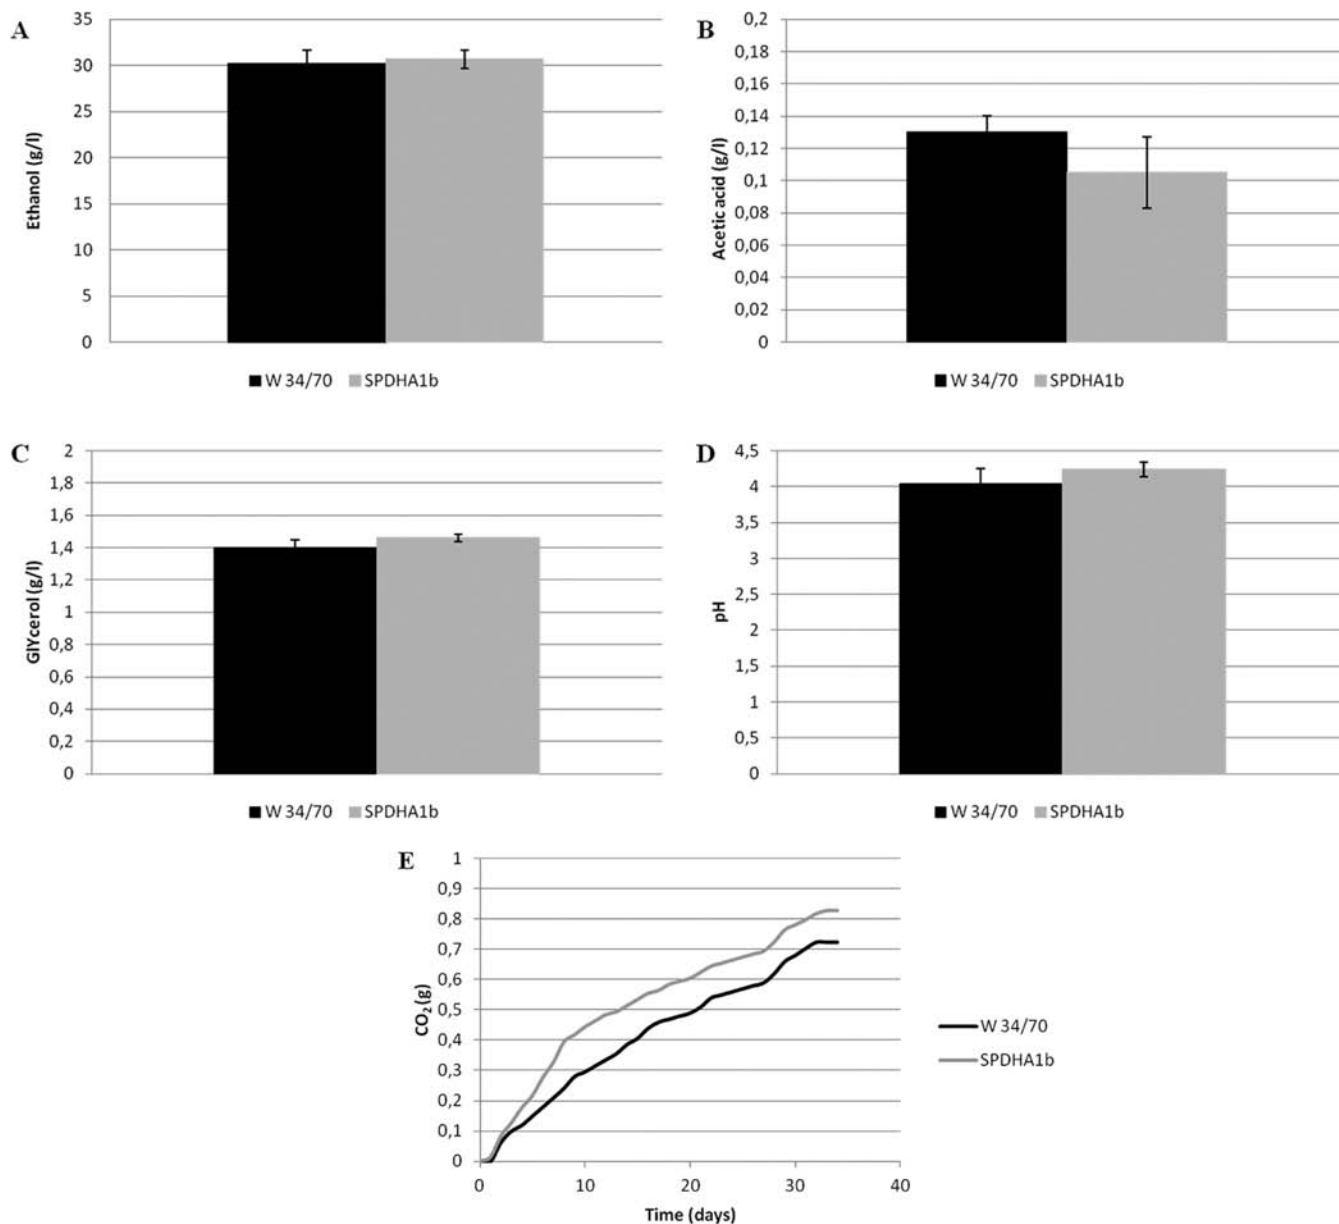 A
35
30
25
20
15
10
5
0
Ethanol (g/l)
W 34/70 SPDHA1b
B
0,2
0,18
0,16
0,14
0,12
0,1
0,08
0,06
0,04
0,02
0
Acetic acid (g/l)
W 34/70 SPDHA1b
C
2
1,8
1,6
1,4
1,2
1
0,8
0,6
0,4
0,2
0
GlYcerol (g/l)
W 34/70 SPDHA1b
D
4,5
4
3,5
3
2,5
2
1,5
1
0,5
0
pH
W 34/70 SPDHA1b
E
1
0,9
0,8
0,7
0,6
0,5
0,4
0,3
0,2
0,1
0
CO₂ (g)
0 10 20 30 40
Time (days)
W 34/70
SPDHA1b